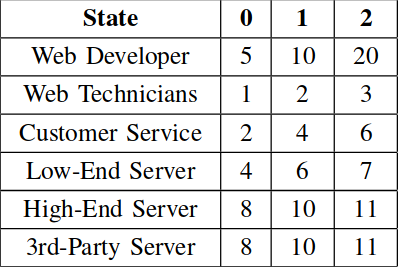 State 0 1 2
Web Developer 5 10 20
Web Technicians 1 2 3
Customer Service 2 4 6
Low-End Server 4 6 7
High-End Server 8 10 11
3rd-Party Server 8 10 11